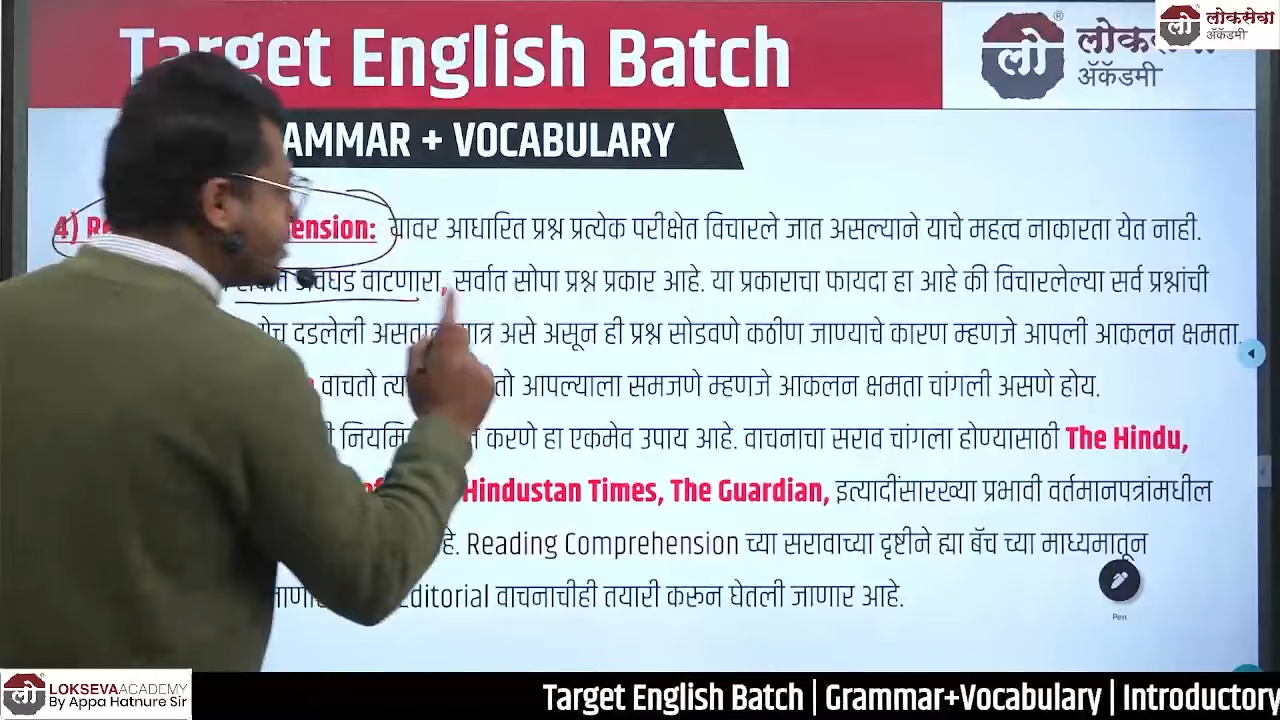 Target English Batch
लोकसेवा
अ‍ॅकॅडमी
AMMAR + VOCABULARY
4) Re ension: यावर आधारित प्रश्न प्रत्येक परीक्षेत विचारले जात असल्याने याचे महत्व नाकारता येत नाही.
अवघड वाटणारा, सर्वात सोपा प्रश्न प्रकार आहे. या प्रकाराचा फायदा हा आहे की विचारलेल्या सर्व प्रश्नांची
दडलेली असतात मात्र असे असून ही प्रश्न सोडवणे कठीण जाण्याचे कारण म्हणजे आपली आकलन क्षमता.
वाचतो तो आपल्याला समजणे म्हणजे आकलन क्षमता चांगली असणे होय.
करणे हा एकमेव उपाय आहे. वाचनाचा सराव चांगला होण्यासाठी The Hindu,
Hindustan Times, The Guardian, इत्यादींसारख्या प्रभावी वर्तमानपत्रांमधील
हे. Reading Comprehension च्या सरावाच्या दृष्टीने ह्या बॅच च्या माध्यमातून
Editorial वाचनाचीही तयारी करून घेतली जाणार आहे.
Pen
लो
LOKSEVA ACADEMY
By Appa Hatnure Sir
Target English Batch | Grammar+Vocabulary | Introductory